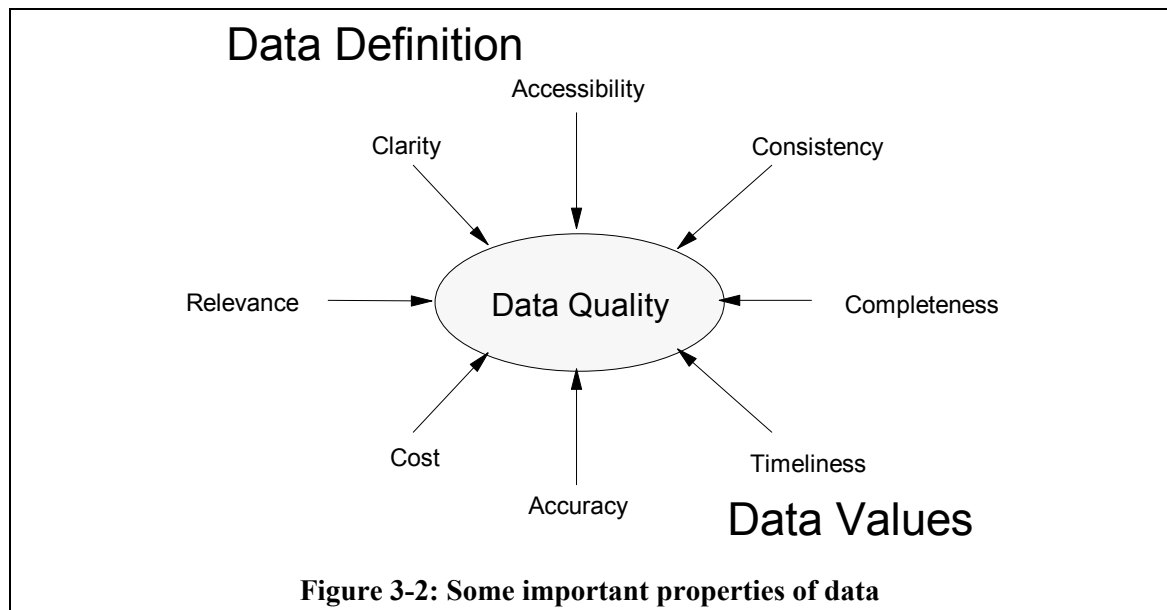 Data Definition
Accessibility
Clarity
Consistency
Relevance
Data Quality
Completeness
Cost
Timeliness
Accuracy
Data Values
Figure 3-2: Some important properties of data